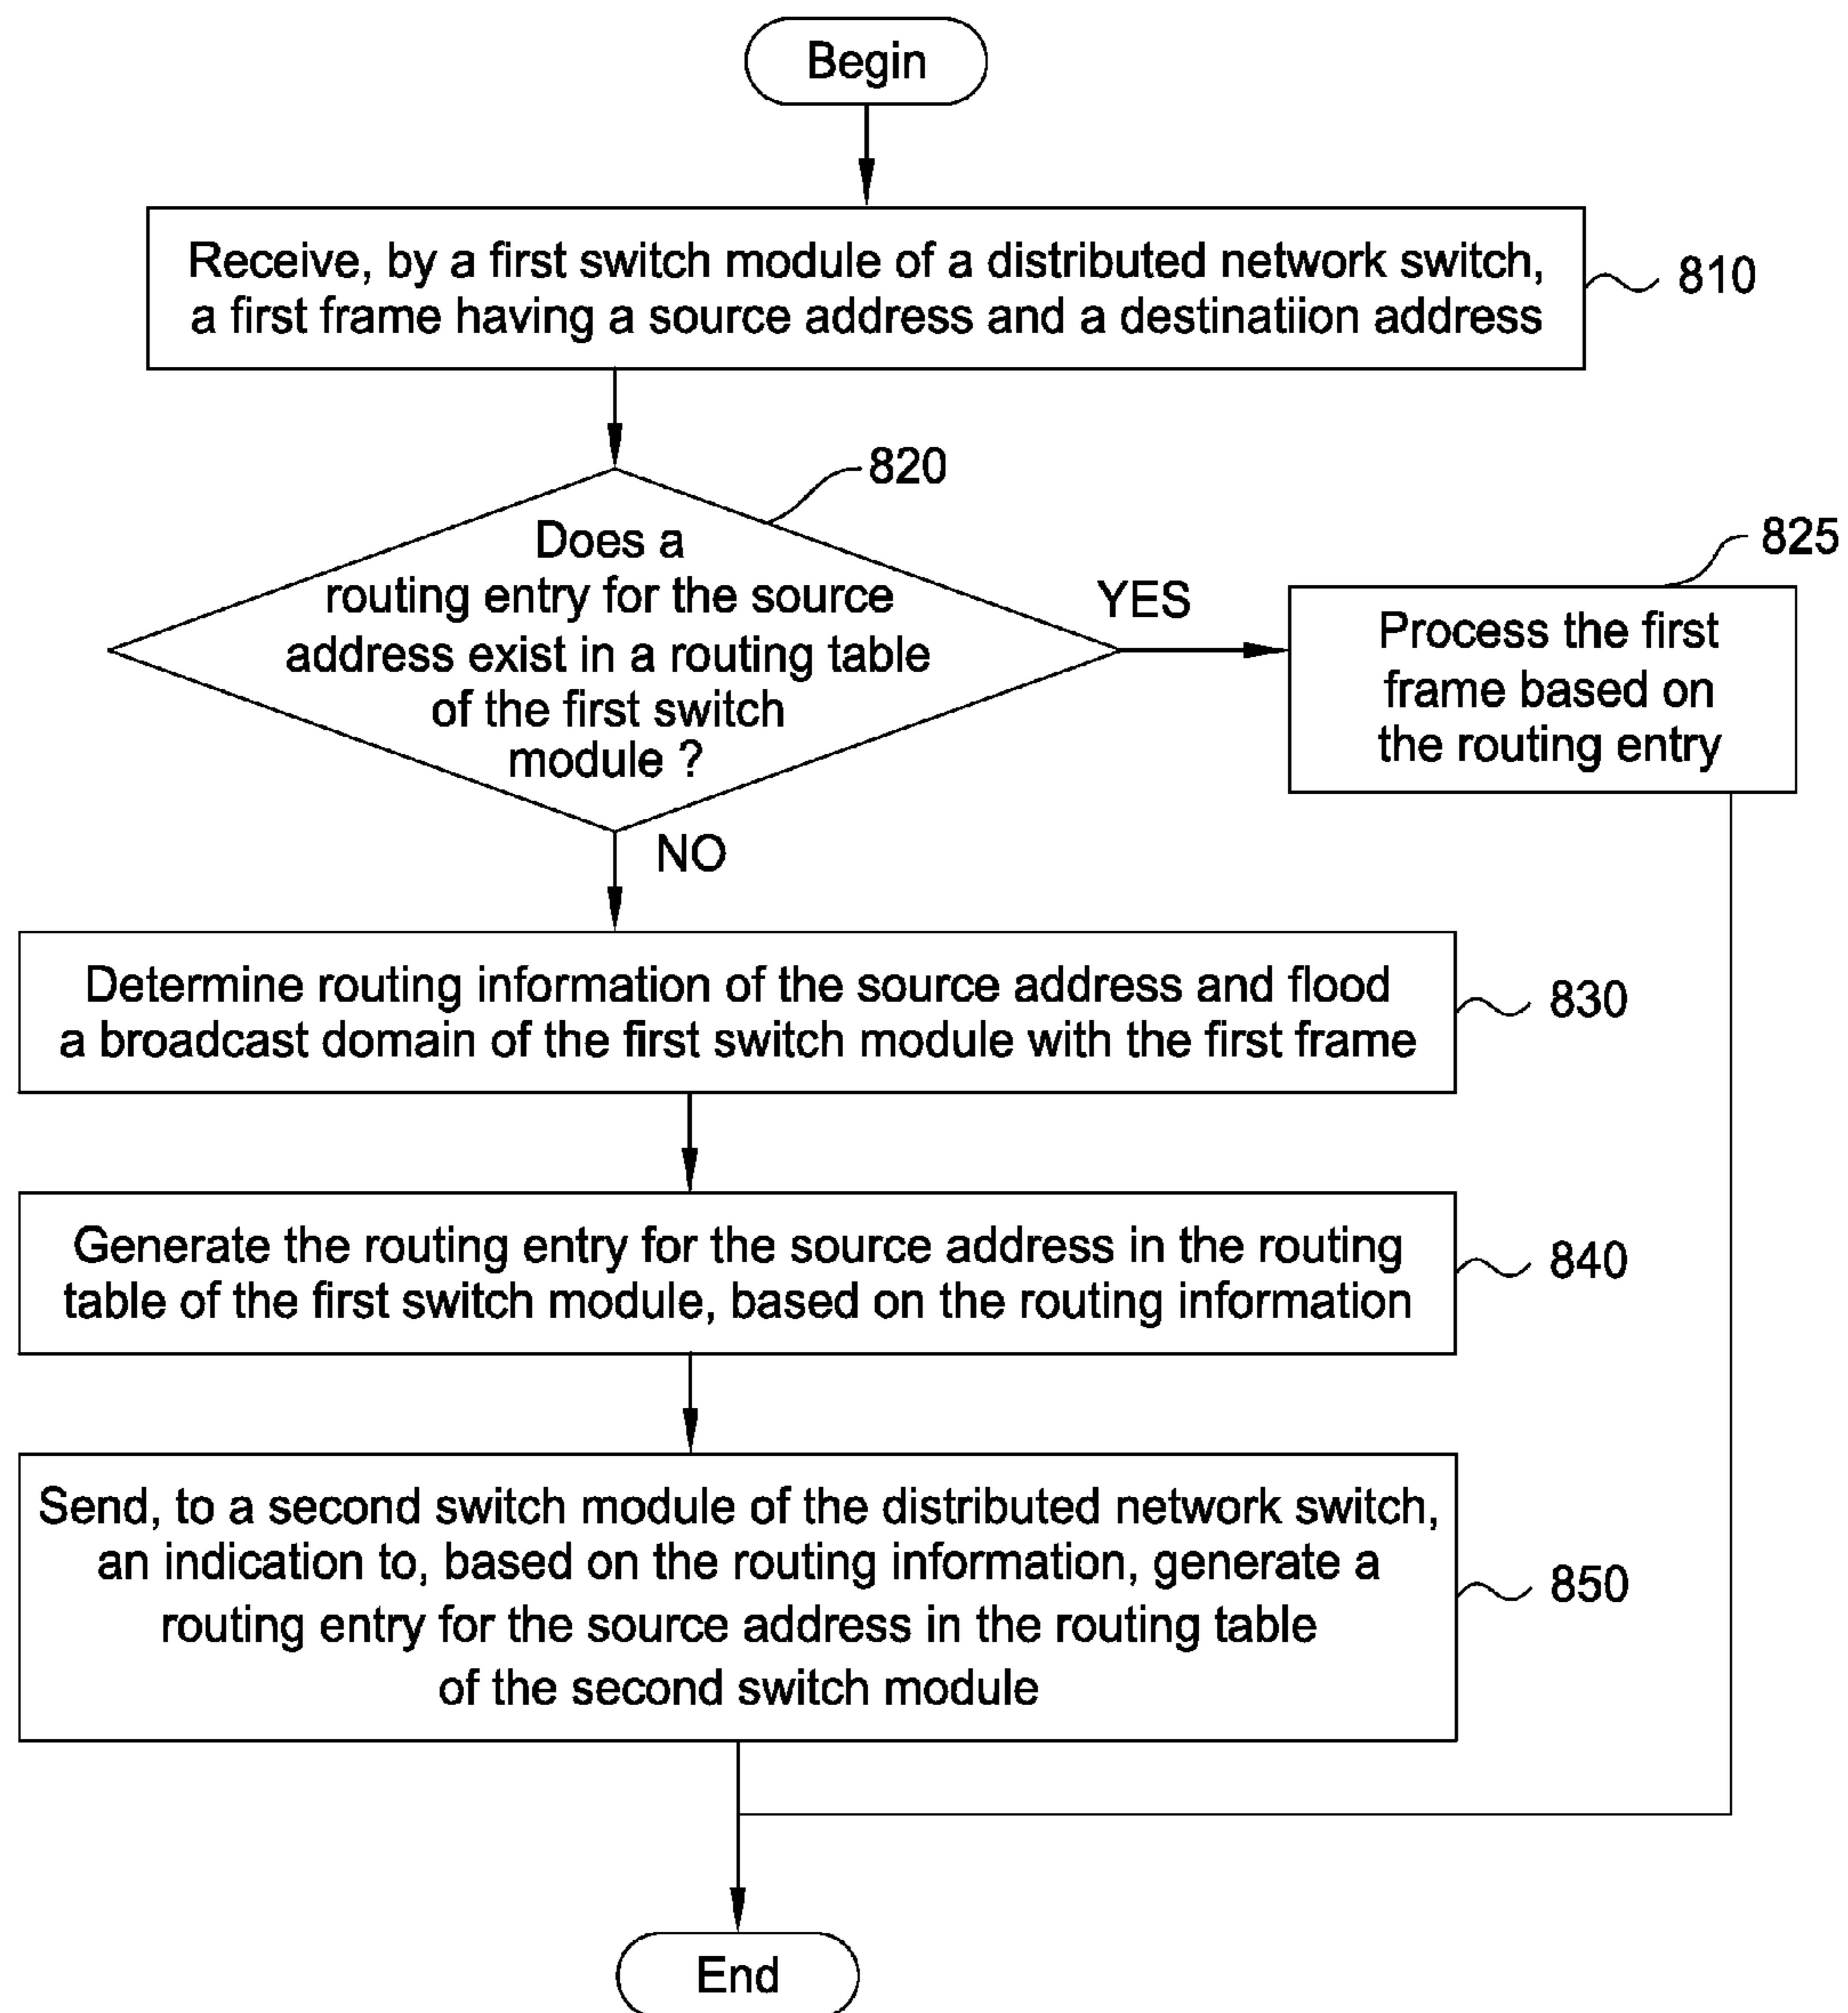 Begin
Receive, by a first switch module of a distributed network switch,
a first frame having a source address and a destinatiion address
810
820
Does a
routing entry for the source
address exist in a routing table
of the first switch
module ?
YES
825
Process the first
frame based on
the routing entry
NO
Determine routing information of the source address and flood
a broadcast domain of the first switch module with the first frame
830
Generate the routing entry for the source address in the routing
table of the first switch module, based on the routing information
840
Send, to a second switch module of the distributed network switch,
an indication to, based on the routing information, generate a
routing entry for the source address in the routing table
of the second switch module
850
End